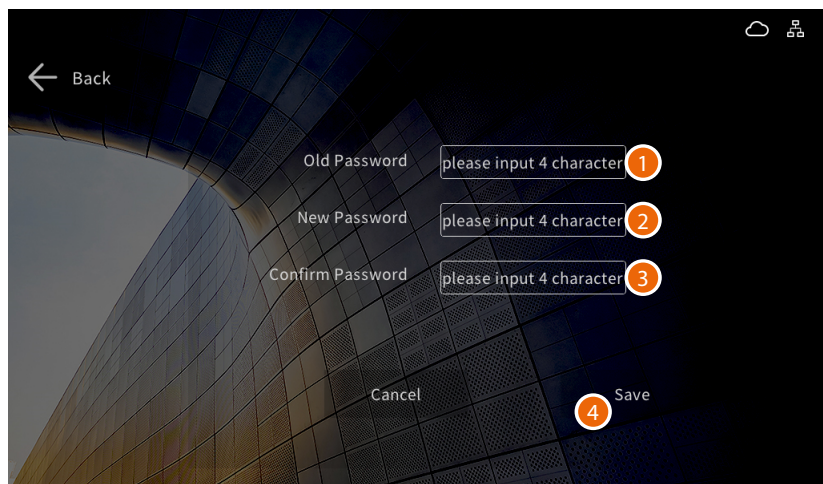 Back
Old Password please input 4 character 1
New Password please input 4 character 2
Confirm Password please input 4 character 3
Cancel 4 Save